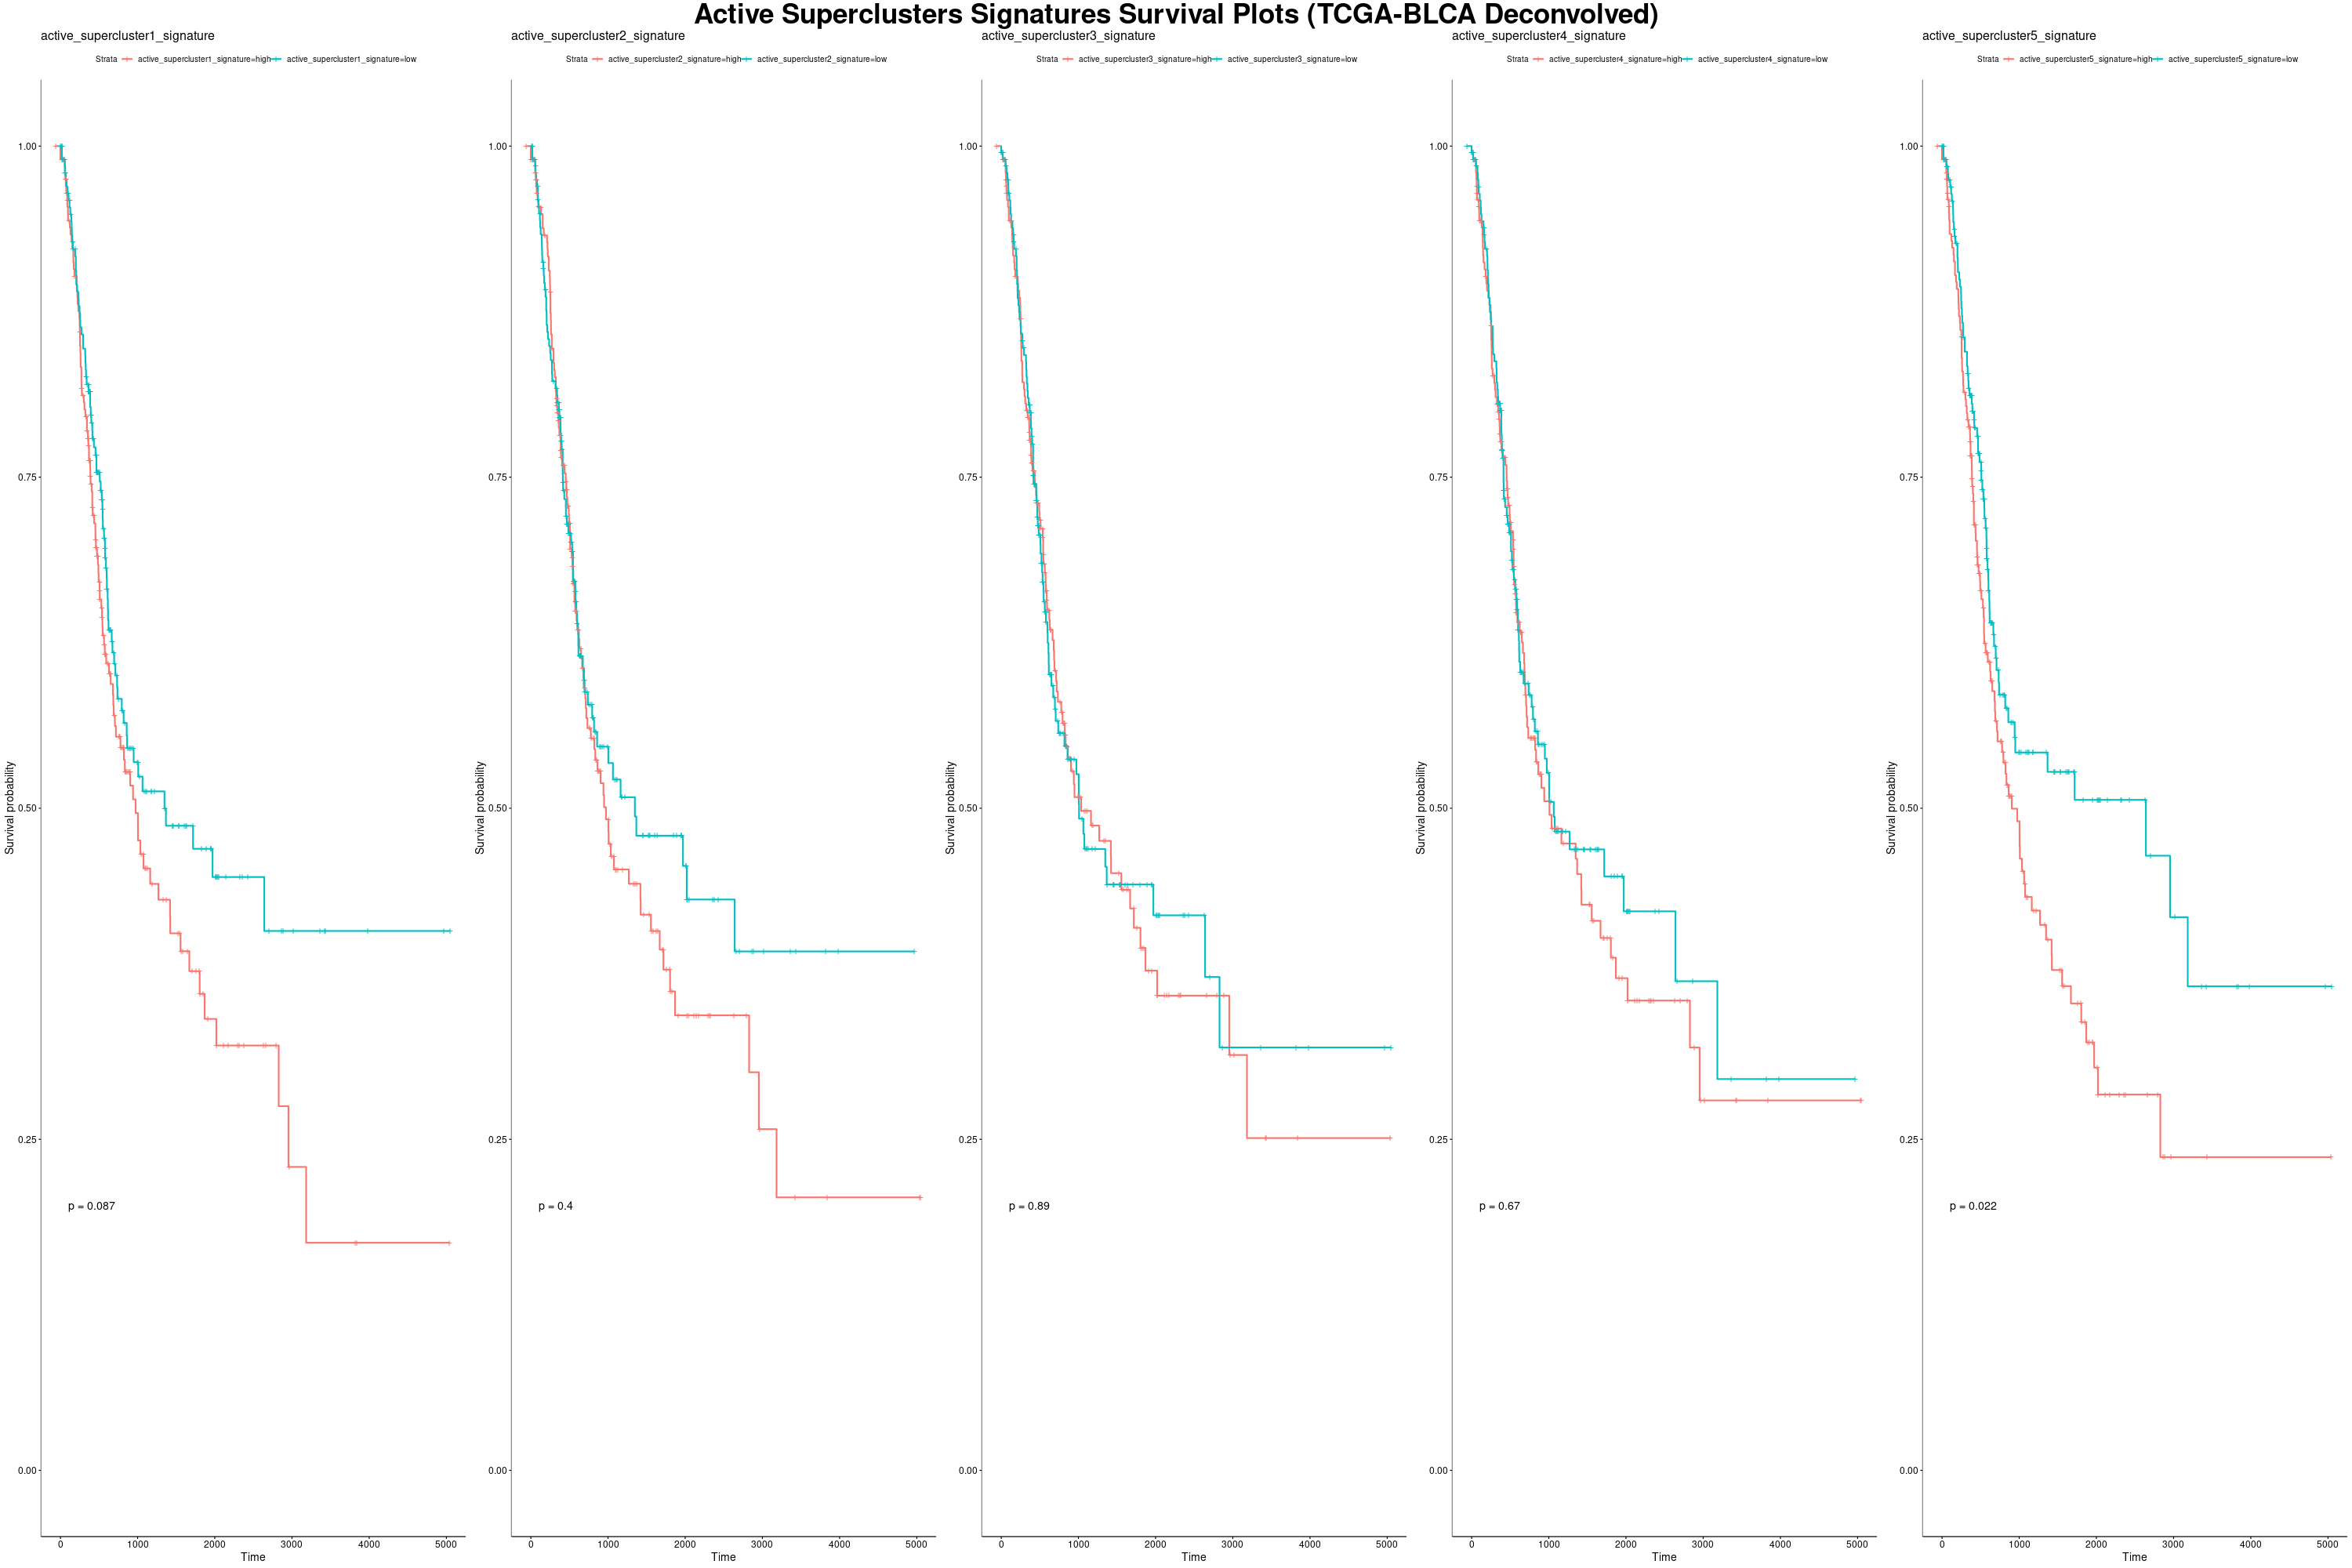 Active Superclusters Signatures Survival Plots (TCGA-BLCA Deconvolved)
active_supercluster1_signature
Strata active_supercluster1_signature=high active_supercluster1_signature=low
Survival probability
1.00
0.75
0.50
0.25
0.00
p = 0.087
0 1000 2000 3000 4000 5000
Time
active_supercluster2_signature
Strata active_supercluster2_signature=high active_supercluster2_signature=low
Survival probability
1.00
0.75
0.50
0.25
0.00
p = 0.4
0 1000 2000 3000 4000 5000
Time
active_supercluster3_signature
Strata active_supercluster3_signature=high active_supercluster3_signature=low
Survival probability
1.00
0.75
0.50
0.25
0.00
p = 0.89
0 1000 2000 3000 4000 5000
Time
active_supercluster4_signature
Strata active_supercluster4_signature=high active_supercluster4_signature=low
Survival probability
1.00
0.75
0.50
0.25
0.00
p = 0.67
0 1000 2000 3000 4000 5000
Time
active_supercluster5_signature
Strata active_supercluster5_signature=high active_supercluster5_signature=low
Survival probability
1.00
0.75
0.50
0.25
0.00
p = 0.022
0 1000 2000 3000 4000 5000
Time